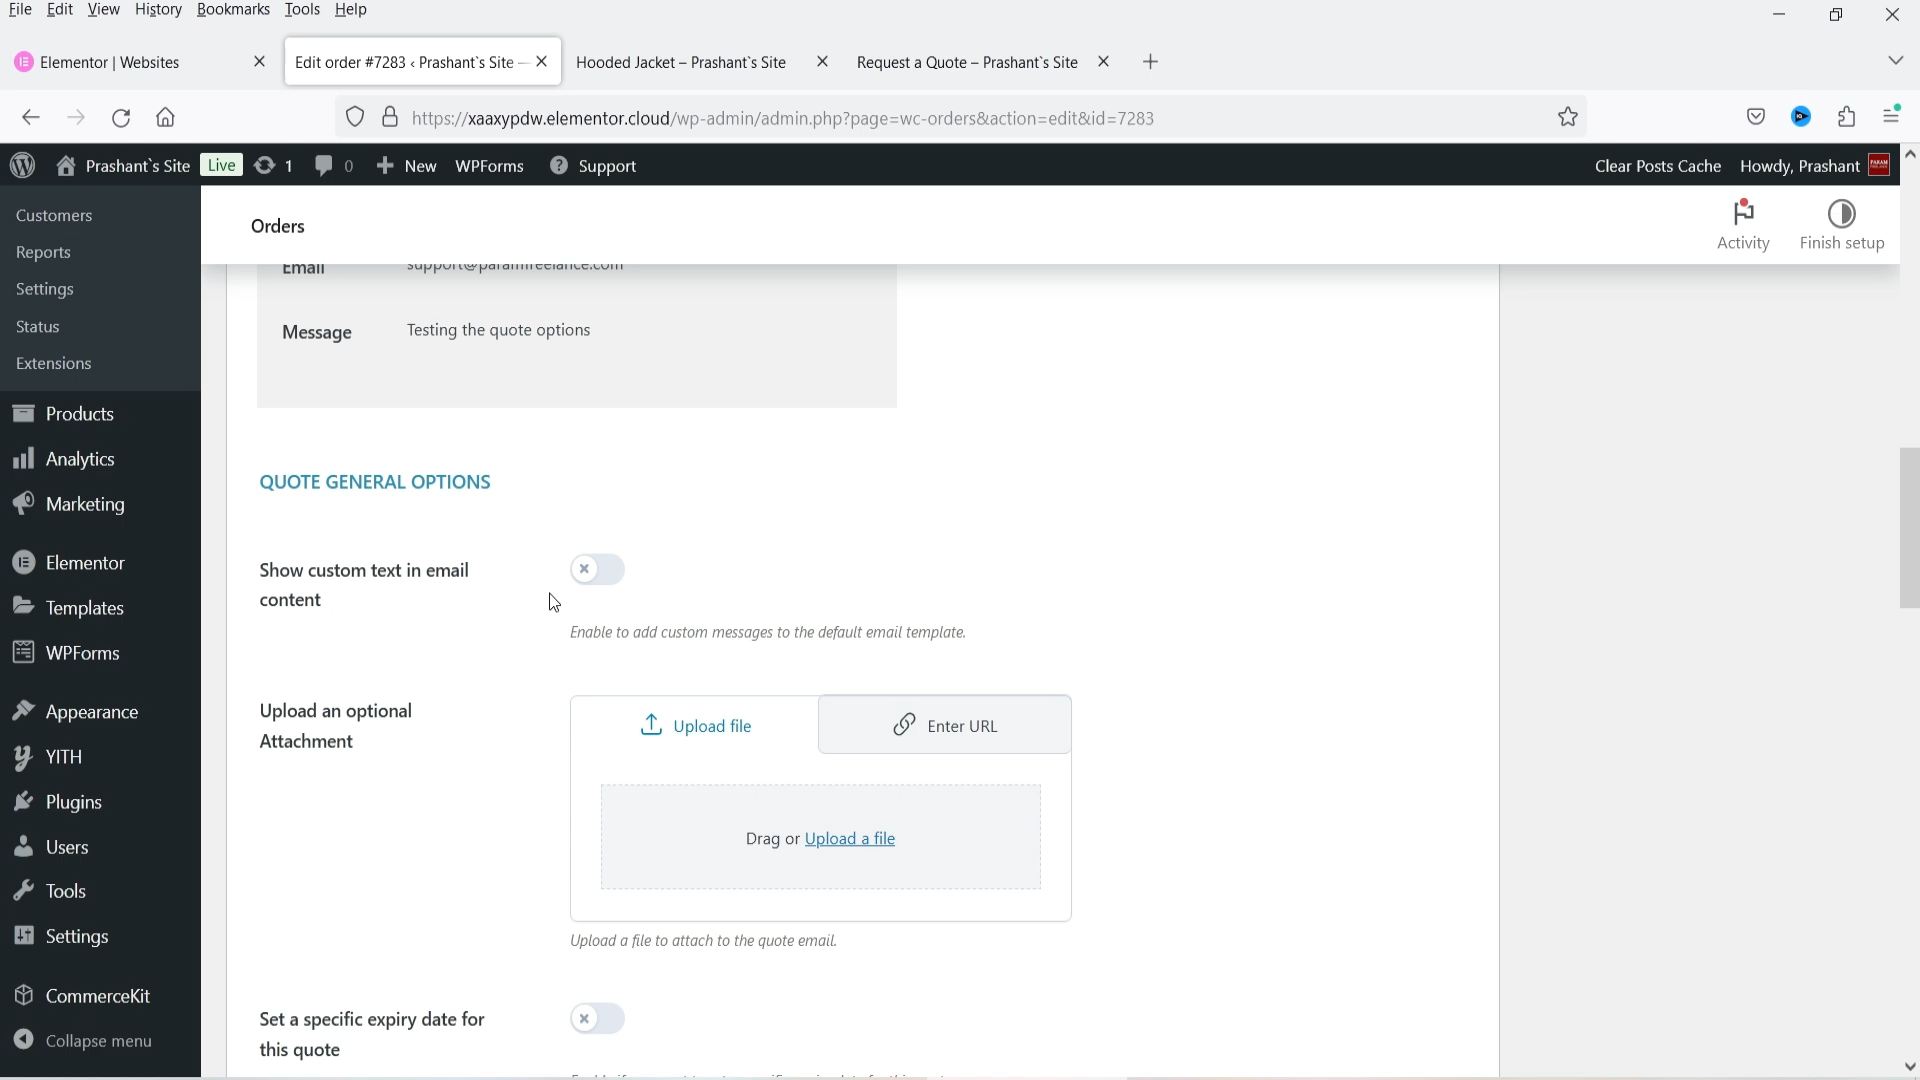 File Edit View History Bookmarks Tools Help
Elementor | Websites
Edit order #7283 ‹ Prashant`s Site —
Hooded Jacket – Prashant`s Site
Request a Quote – Prashant`s Site
https://xaaxypdw.elementor.cloud/wp-admin/admin.php?page=wc-orders&action=edit&id=7283
Prashant`s Site Live 1 0 New WPForms Support Clear Posts Cache Howdy, Prashant
Customers
Reports
Settings
Status
Extensions
Products
Analytics
Marketing
Elementor
Templates
WPForms
Appearance
YITH
Plugins
Users
Tools
Settings
CommerceKit
Collapse menu
Orders
Activity
Finish setup
Email support@paramfreelance.com
Message Testing the quote options
QUOTE GENERAL OPTIONS
Show custom text in email
content
Enable to add custom messages to the default email template.
Upload an optional
Attachment
Upload file
Enter URL
Drag or Upload a file
Upload a file to attach to the quote email.
Set a specific expiry date for
this quote